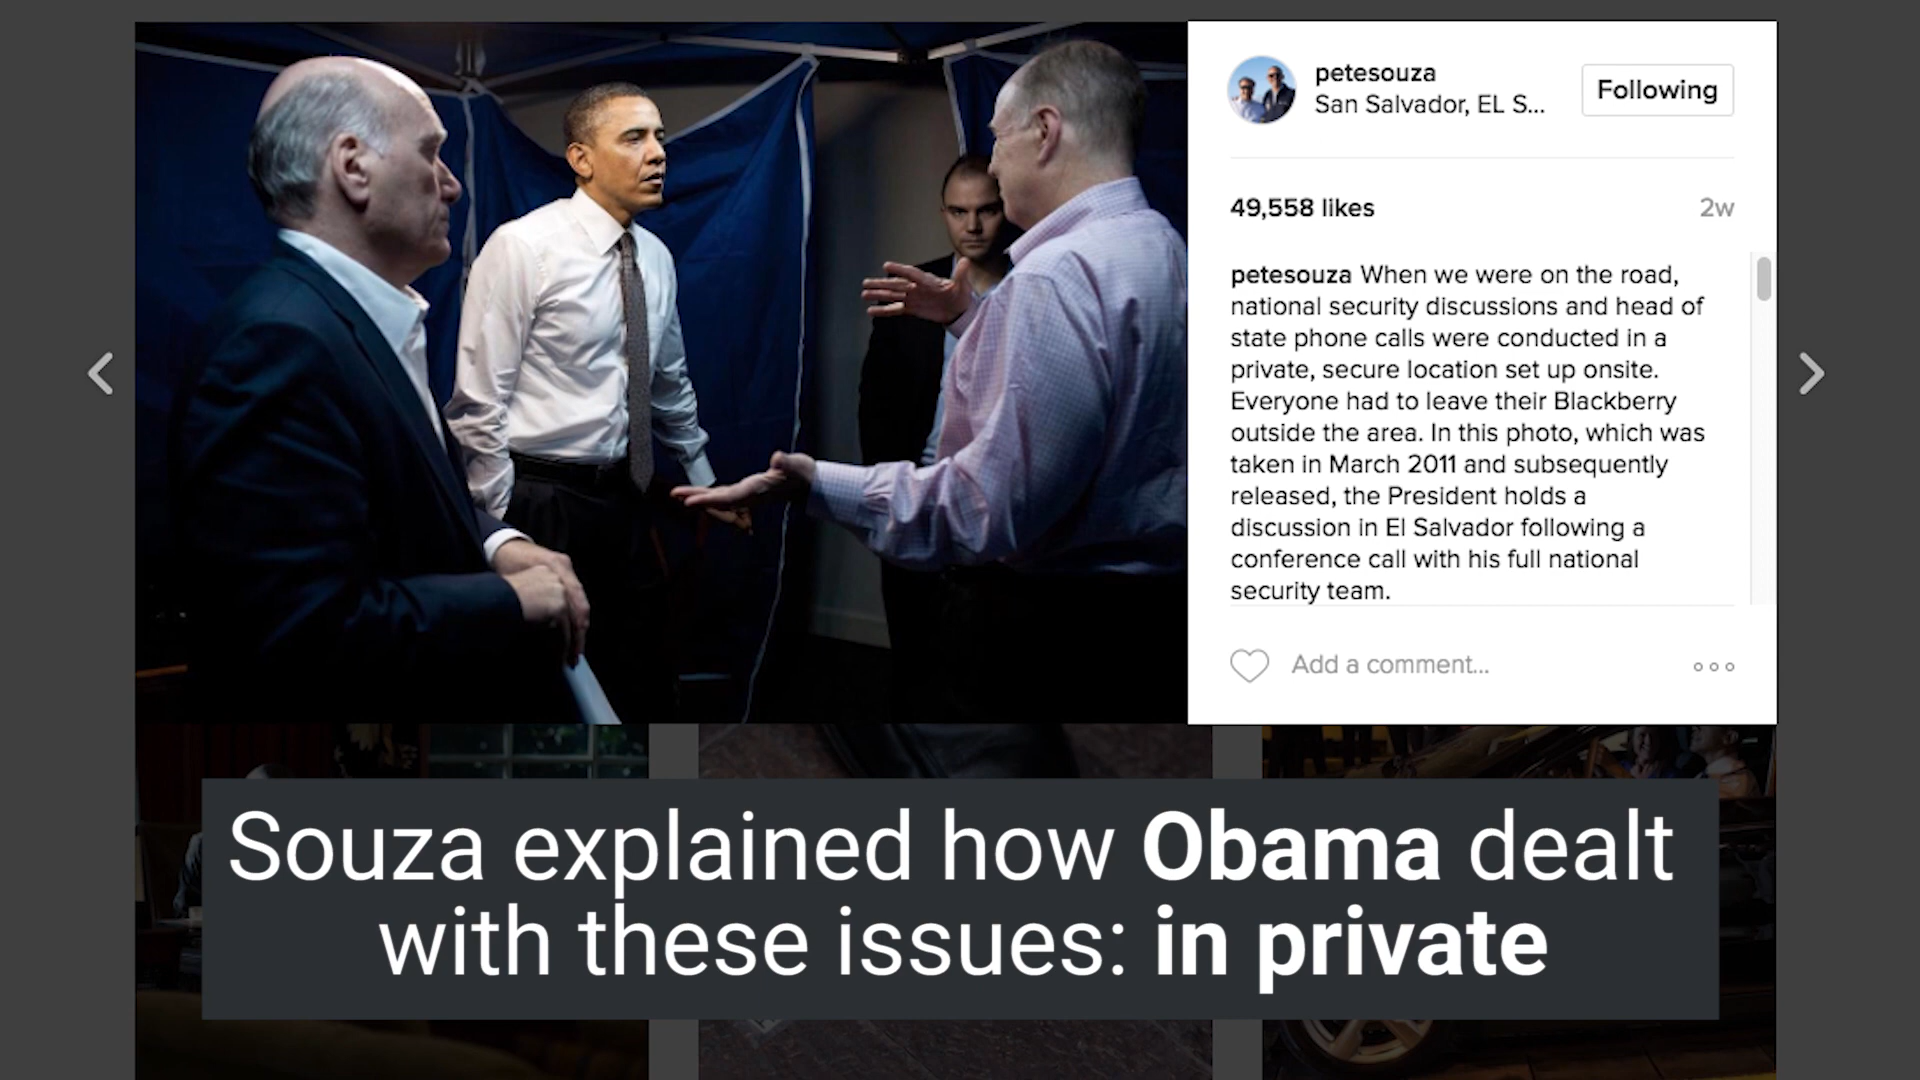 petesouza
San Salvador, EL S...
Following
49,558 likes
2w
petesouza When we were on the road,
national security discussions and head of
state phone calls were conducted in a
private, secure location set up onsite.
Everyone had to leave their Blackberry
outside the area. In this photo, which was
taken in March 2011 and subsequently
released, the President holds a
discussion in El Salvador following a
conference call with his full national
security team.
Add a comment...
Souza explained how Obama dealt
with these issues: in private